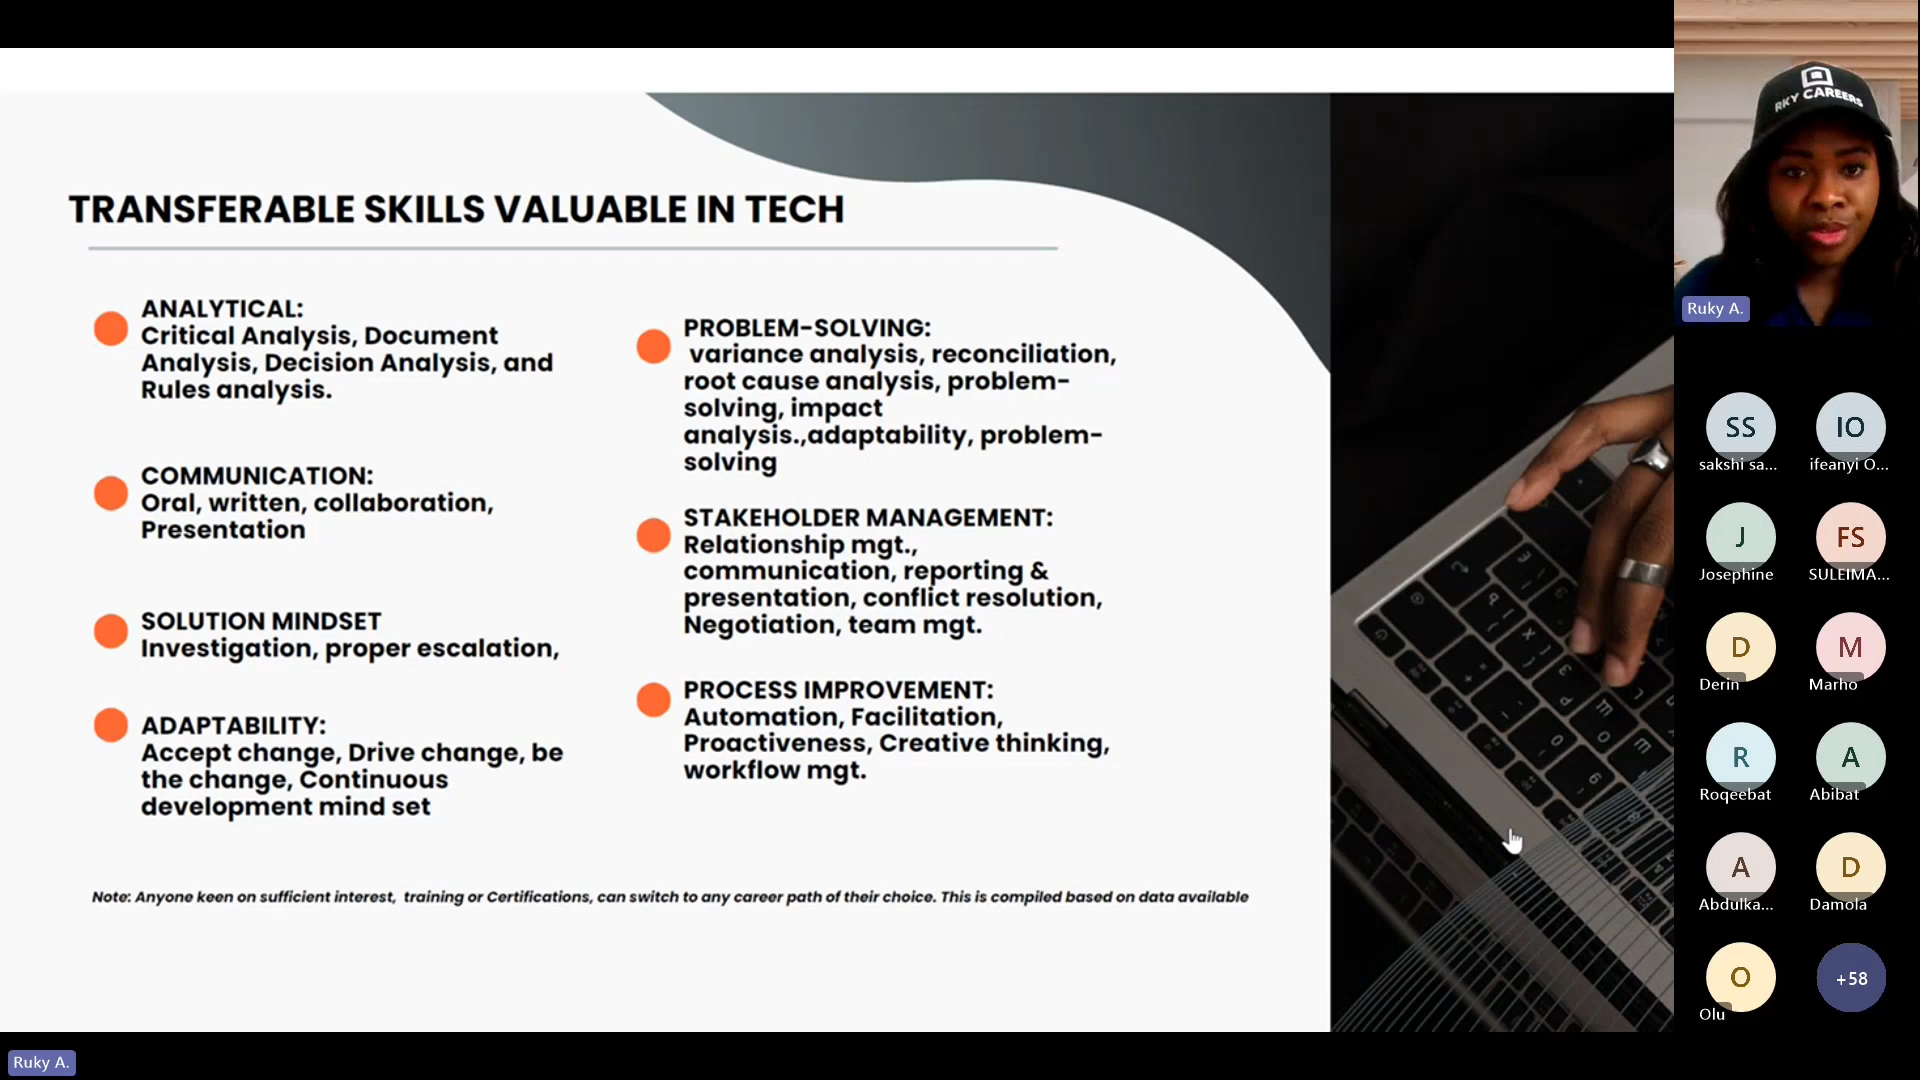 TRANSFERABLE SKILLS VALUABLE IN TECH
ANALYTICAL:
Critical Analysis, Document
Analysis, Decision Analysis, and
Rules analysis.
COMMUNICATION:
Oral, written, collaboration,
Presentation
SOLUTION MINDSET
Investigation, proper escalation,
ADAPTABILITY:
Accept change, Drive change, be
the change, Continuous
development mind set
PROBLEM-SOLVING:
variance analysis, reconciliation,
root cause analysis, problem-
solving, impact
analysis.,adaptability, problem-
solving
STAKEHOLDER MANAGEMENT:
Relationship mgt.,
communication, reporting &
presentation, conflict resolution,
Negotiation, team mgt.
PROCESS IMPROVEMENT:
Automation, Facilitation,
Proactiveness, Creative thinking,
workflow mgt.
Note: Anyone keen on sufficient interest, training or Certifications, can switch to any career path of their choice. This is compiled based on data available
RKY CAREERS
Ruky A.
SS
sakshi sa...
IO
ifeanyi O...
J
Josephine
FS
SULEIMA...
D
Derin
M
Marho
R
Roqeebat
A
Abibat
A
Abdulka...
D
Damola
O
Olu
+58
Ruky A.